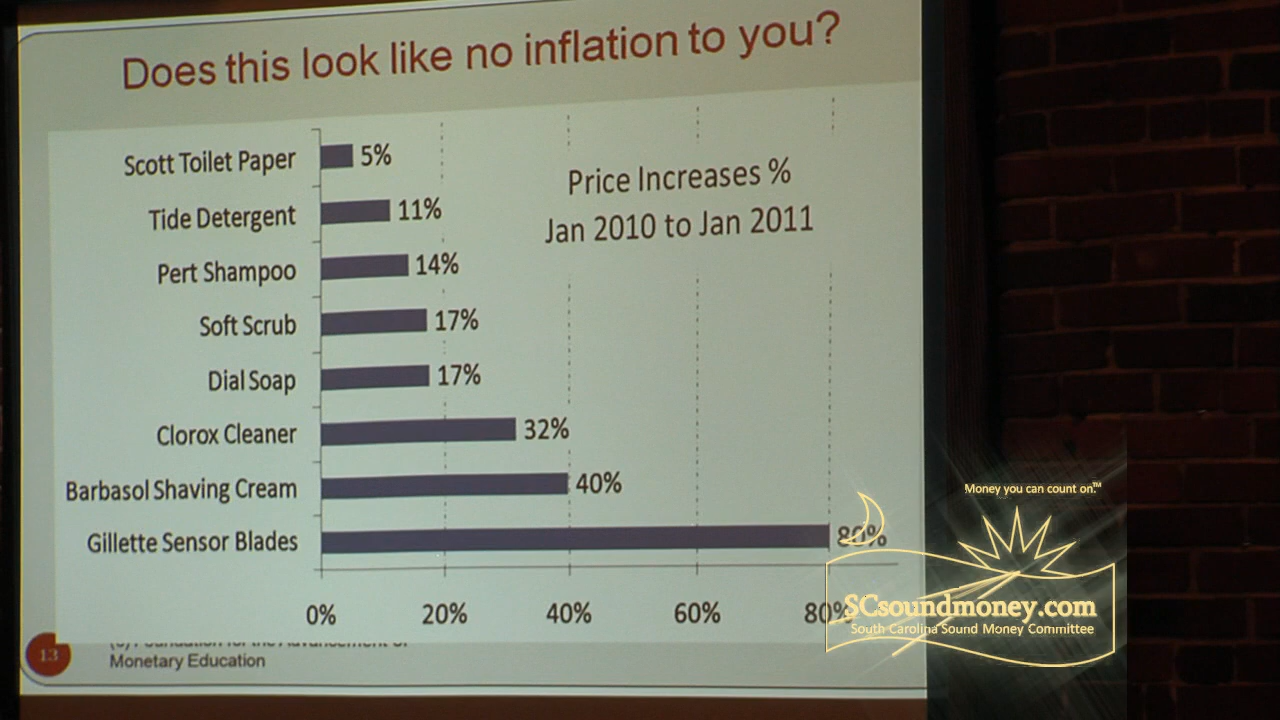 Does this look like no inflation to you?
Price Increases %
Jan 2010 to Jan 2011
Scott Toilet Paper 5%
Tide Detergent 11%
Pert Shampoo 14%
Soft Scrub 17%
Dial Soap 17%
Clorox Cleaner 32%
Barbasol Shaving Cream 40%
Gillette Sensor Blades 80%
0% 20% 40% 60% 80%
13
Monetary Education
Money you can count on.™
SCsoundmoney.com
South Carolina Sound Money Committee